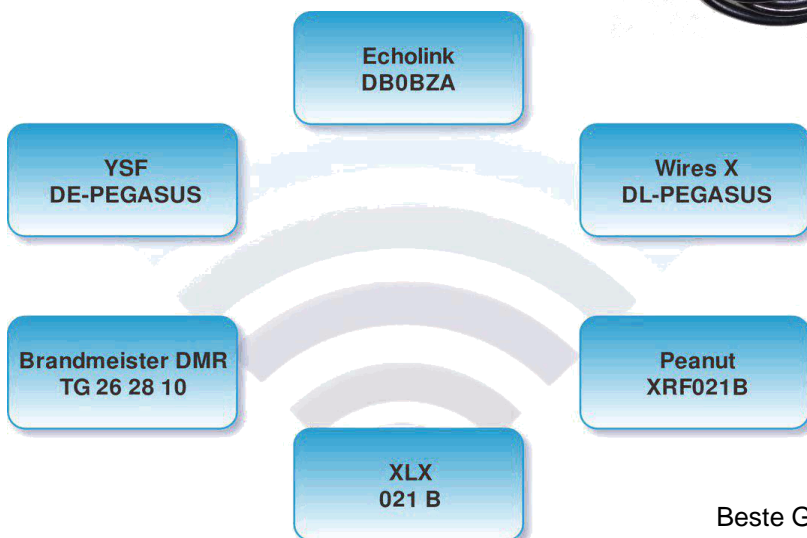 Echolink
DB0BZA
YSF
DE-PEGASUS
Wires X
DL-PEGASUS
Brandmeister DMR
TG 26 28 10
Peanut
XRF021B
XLX
021 B
Beste G